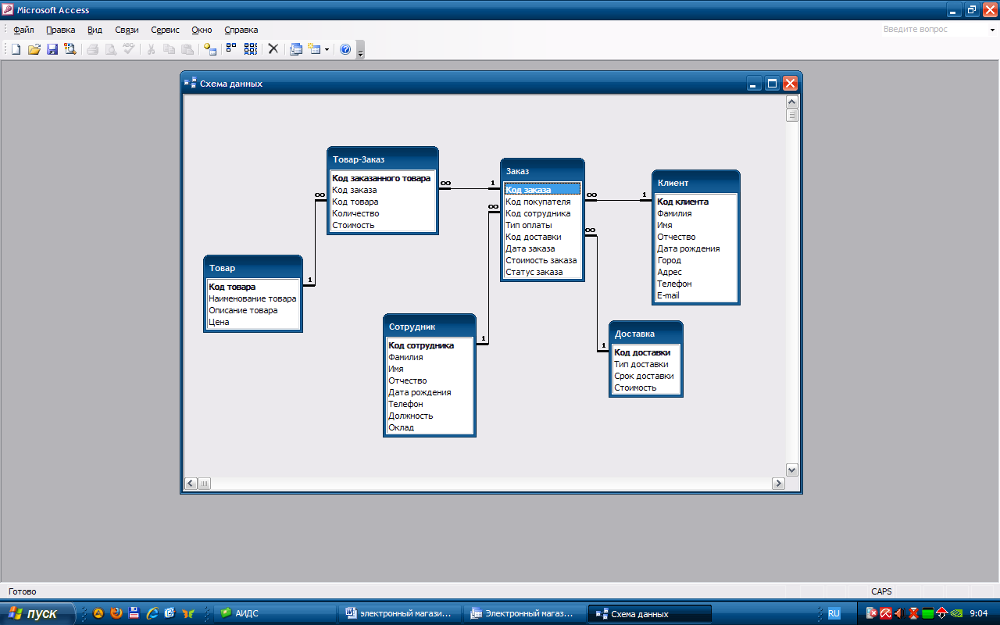 Microsoft Access
Файл Правка Вид Связи Сервис Окно Справка
Введите вопрос
Схема данных
Товар-Заказ
Код заказанного товара
Код заказа
Код товара
Количество
Стоимость
∞ 1
∞ 1
Заказ
Код заказа
Код покупателя
Код сотрудника
Тип оплаты
Код доставки
Дата заказа
Стоимость заказа
Статус заказа
∞ 1
∞ 1
∞ 1
Клиент
Код клиента
Фамилия
Имя
Отчество
Дата рождения
Город
Адрес
Телефон
E-mail
Товар
Код товара
Наименование товара
Описание товара
Цена
Сотрудник
Код сотрудника
Фамилия
Имя
Отчество
Дата рождения
Телефон
Должность
Оклад
Доставка
Код доставки
Тип доставки
Срок доставки
Стоимость
Готово
CAPS
пуск
АИДС
электронный магази...
Электронный магаз...
Схема данных
RU
9:04